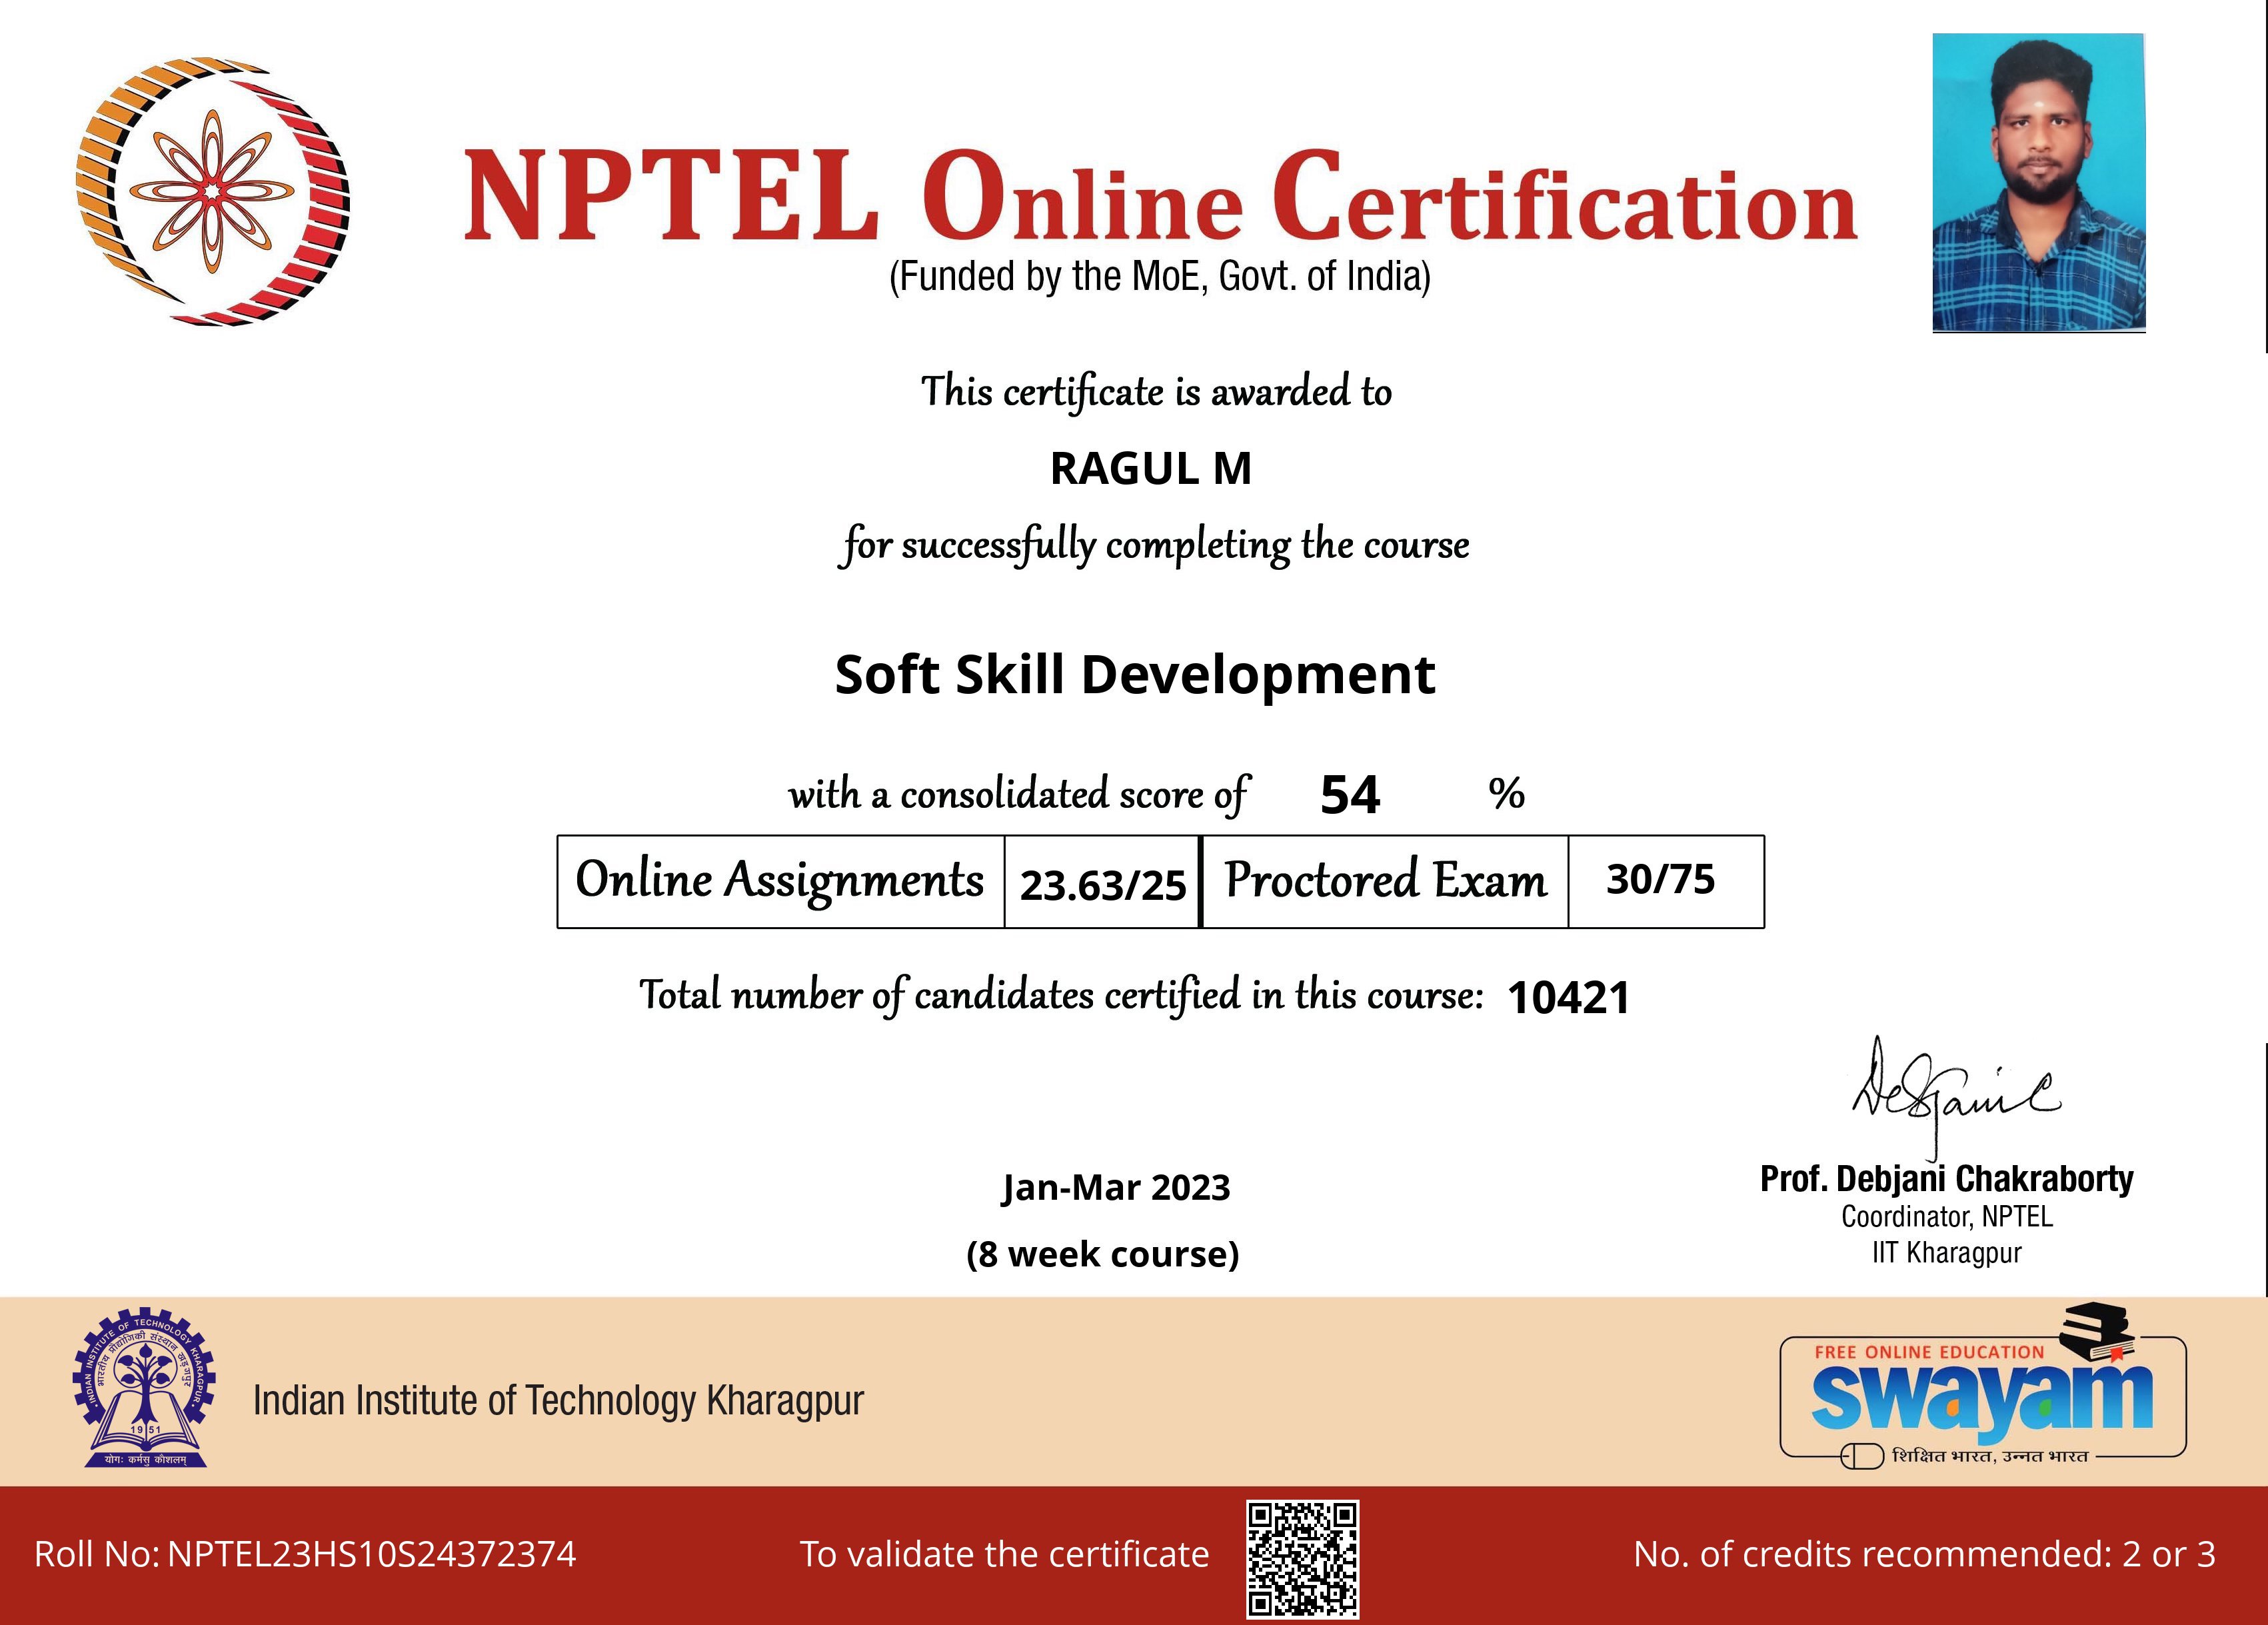 NPTEL Online Certification
(Funded by the MoE, Govt. of India)
This certificate is awarded to
RAGUL M
for successfully completing the course
Soft Skill Development
with a consolidated score of 54 %
Online Assignments 23.63/25 Proctored Exam 30/75
Total number of candidates certified in this course: 10421
Debjani C
Jan-Mar 2023
(8 week course)
Prof. Debjani Chakraborty
Coordinator, NPTEL
IIT Kharagpur
INDIAN INSTITUTE OF TECHNOLOGY KHARAGPUR
भारतीय प्रौद्योगिकी संस्थान खड़गपुर
1951
योगः कर्मसु कौशलम्
Indian Institute of Technology Kharagpur
FREE ONLINE EDUCATION
swayam
शिक्षित भारत, उन्नत भारत
Roll No: NPTEL23HS10S24372374
To validate the certificate
No. of credits recommended: 2 or 3